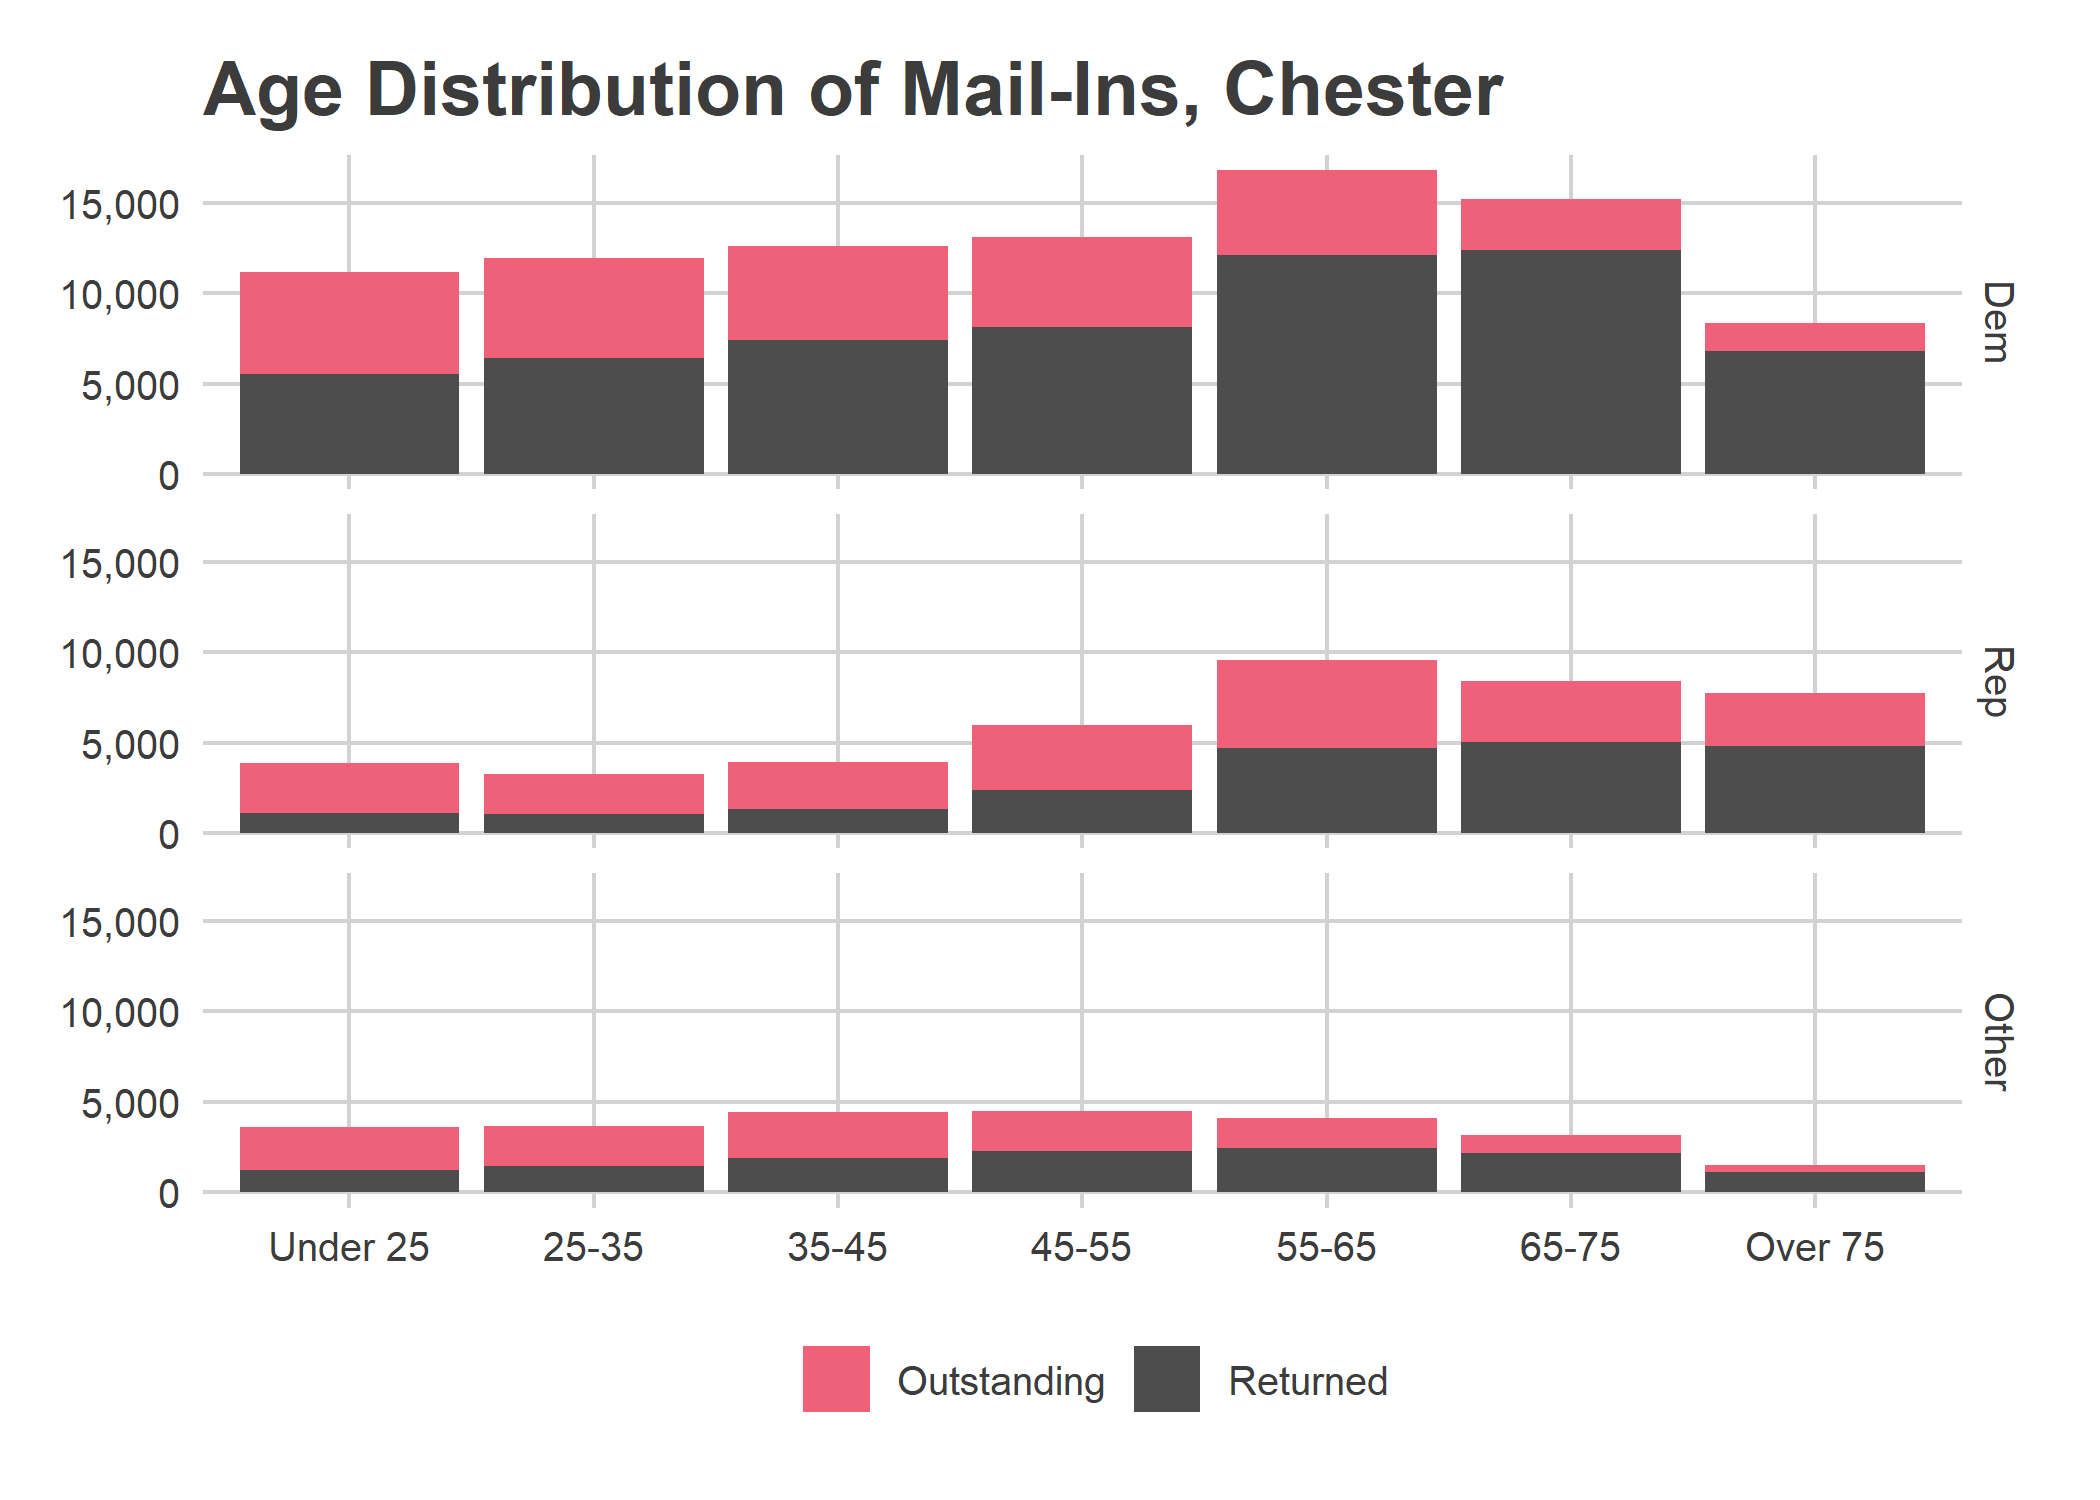 Age Distribution of Mail-Ins, Chester
15,000
10,000
5,000
0
Dem
15,000
10,000
5,000
0
Rep
15,000
10,000
5,000
0
Other
Under 25 25-35 35-45 45-55 55-65 65-75 Over 75
Outstanding Returned